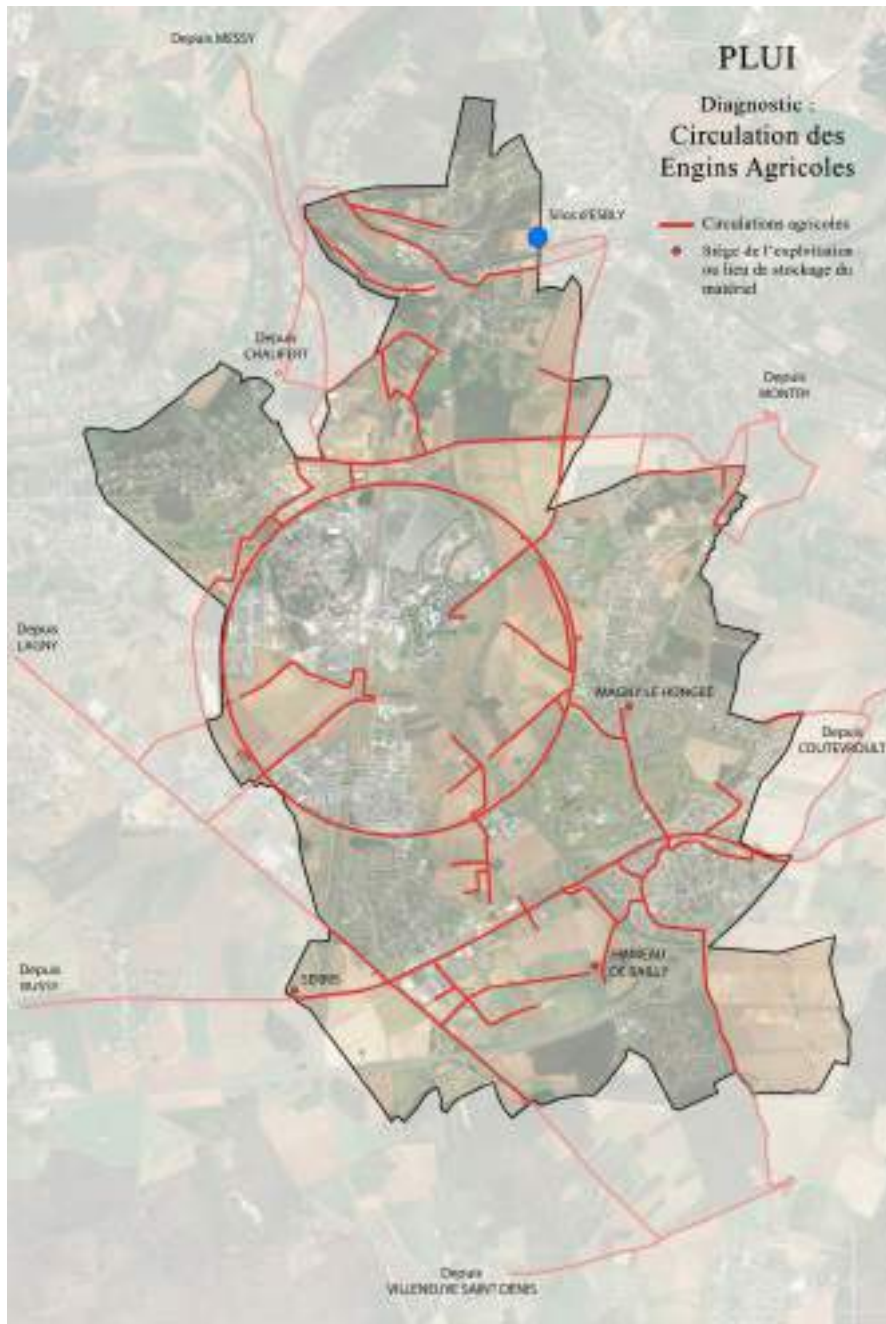 Depuis MESSY
PLUI
Diagnostic :
Circulation des
Engins Agricoles
Silos d'ESBLY
Circulations agricoles
Siège de l'exploitation
ou lieu de stockage du
matériel
Depuis
CHALIFERT
Depuis
MONTRY
Depuis
LAGNY
MAGNY LE HONGRE
Depuis
COUTEVROULT
Depuis
BUSSY
SERRIS
HAMEAU
DE BAILLY
Depuis
VILLENEUVE SAINT DENIS